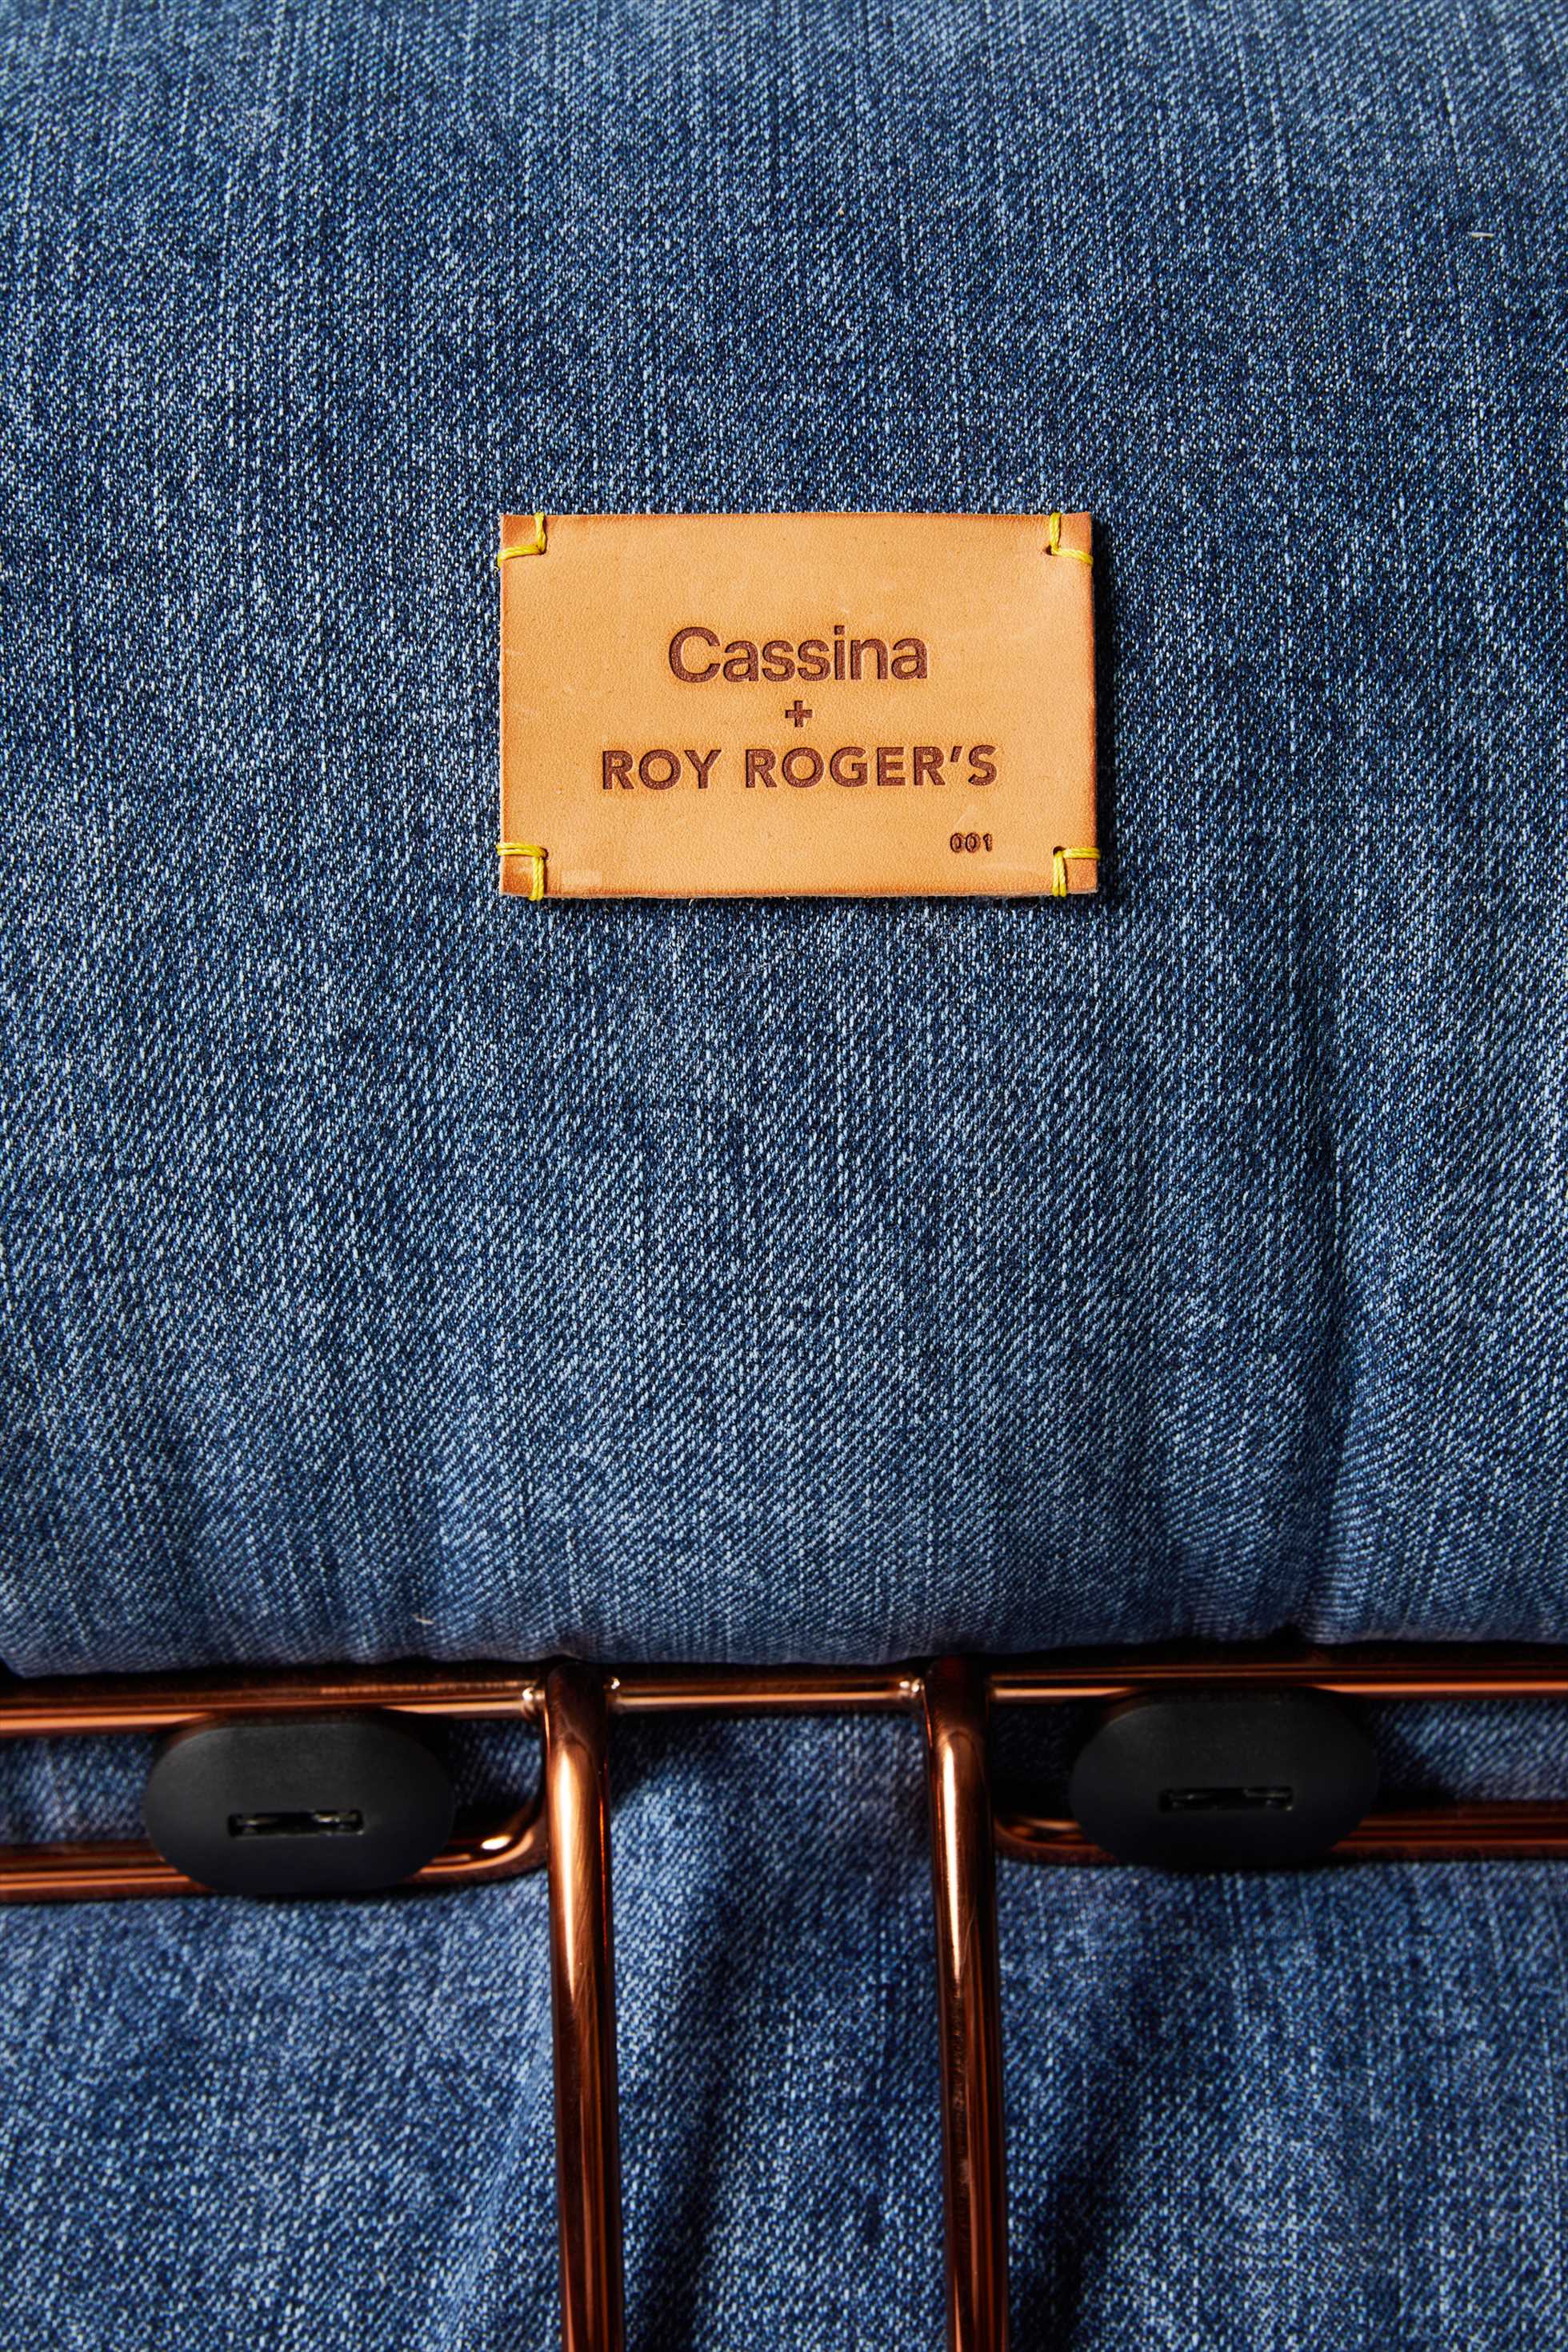 Cassina
+
ROY ROGER'S
001